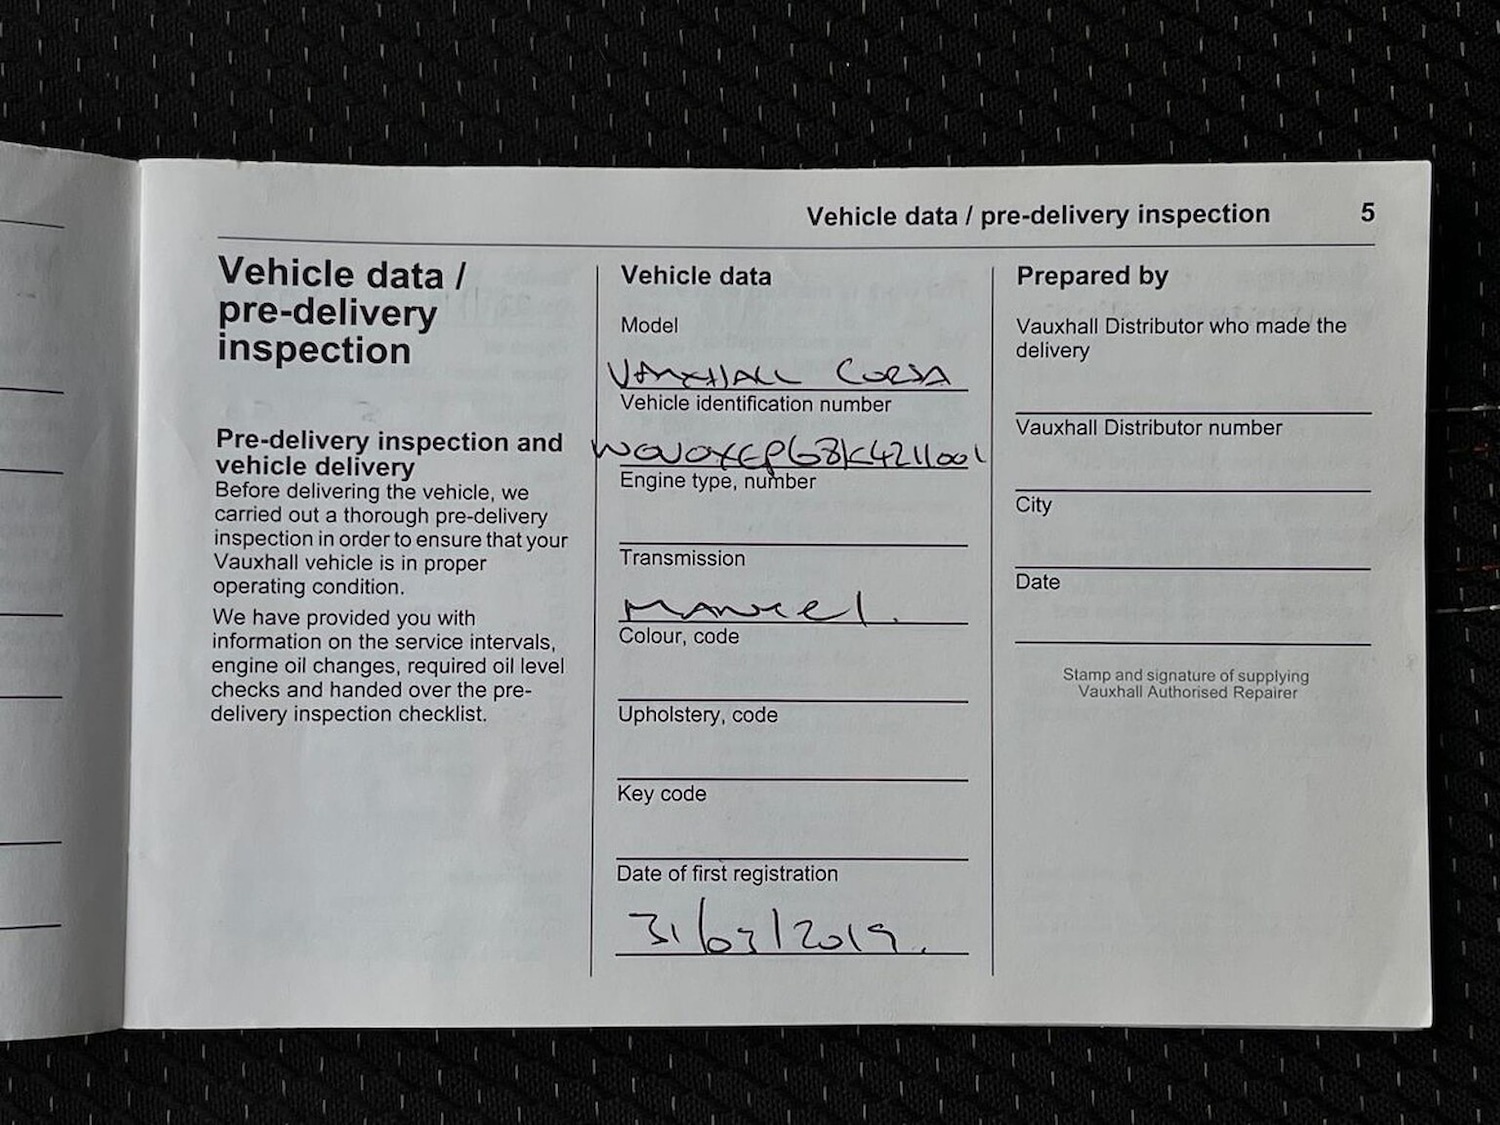 Vehicle data / pre-delivery inspection 5
Vehicle data /
pre-delivery
inspection
Pre-delivery inspection and
vehicle delivery
Before delivering the vehicle, we
carried out a thorough pre-delivery
inspection in order to ensure that your
Vauxhall vehicle is in proper
operating condition.
We have provided you with
information on the service intervals,
engine oil changes, required oil level
checks and handed over the pre-
delivery inspection checklist.
Vehicle data
Model
VAUXHALL CORSA
Vehicle identification number
W0V0XEP68K4211001
Engine type, number
Transmission
Manuel.
Colour, code
Upholstery, code
Key code
Date of first registration
31/03/2019.
Prepared by
Vauxhall Distributor who made the
delivery
Vauxhall Distributor number
City
Date
Stamp and signature of supplying
Vauxhall Authorised Repairer